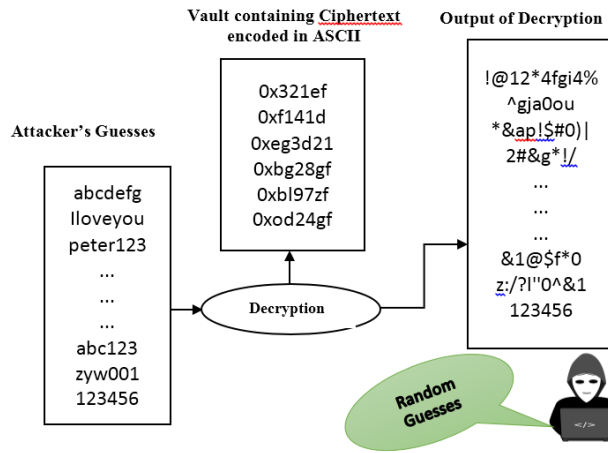 Vault containing Ciphertext
encoded in ASCII
Output of Decryption
Attacker's Guesses
abcdefg
Iloveyou
peter123
...
...
...
abc123
zyw001
123456
0x321ef
0xf141d
0xeg3d21
0xbg28gf
0xbl97zf
0xod24gf
Decryption
!@12*4fgi4%
^gja0ou
*&ap!$#0)|
2#&g*!/
...
...
...
&1@$f*0
z:/?l"0^&1
123456
Random
Guesses
</>